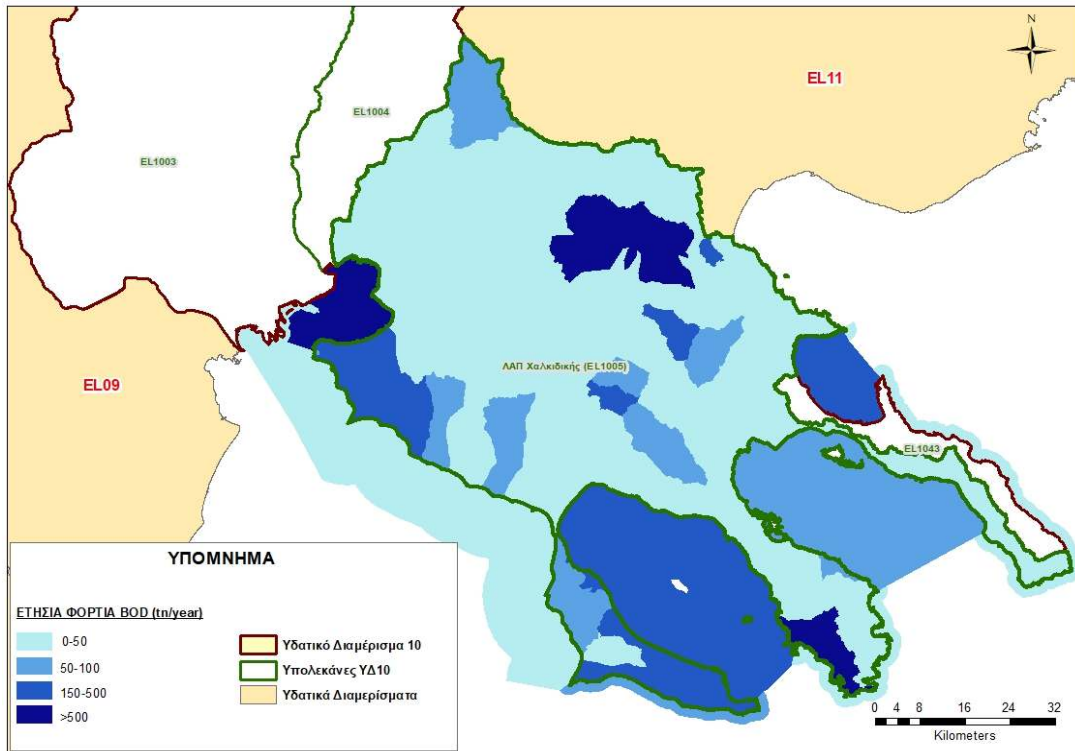 N
EL11
EL1004
EL1003
ΛΑΠ Χαλκιδικής (EL1005)
EL09
EL1043
ΥΠΟΜΝΗΜΑ
ΕΤΗΣΙΑ ΦΟΡΤΙΑ BOD (tn/year)
0-50
50-100
150-500
>500
Υδατικό Διαμέρισμα 10
Υπολεκάνες ΥΔ10
Υδατικά Διαμερίσματα
0 4 8 16 24 32
Kilometers